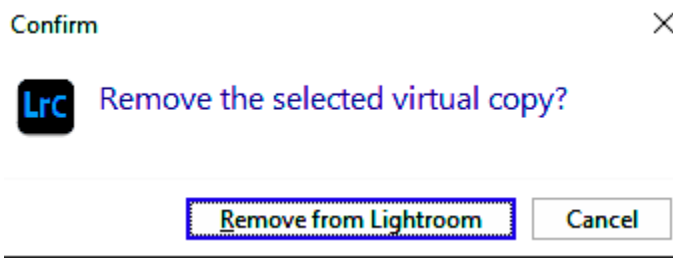 Confirm
LrC
Remove the selected virtual copy?
Remove from Lightroom
Cancel